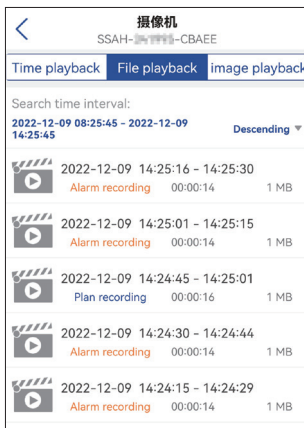 摄像机
SSAH-
-CBAEE
Time playback File playback image playback
Search time interval:
2022-12-09 08:25:45 - 2022-12-09
14:25:45
Descending
2022-12-09 14:25:16 - 14:25:30
Alarm recording 00:00:14 1 MB
2022-12-09 14:25:01 - 14:25:15
Alarm recording 00:00:14 1 MB
2022-12-09 14:24:45 - 14:25:01
Plan recording 00:00:16 1 MB
2022-12-09 14:24:30 - 14:24:44
Alarm recording 00:00:14 1 MB
2022-12-09 14:24:15 - 14:24:29
Alarm recording 00:00:14 1 MB